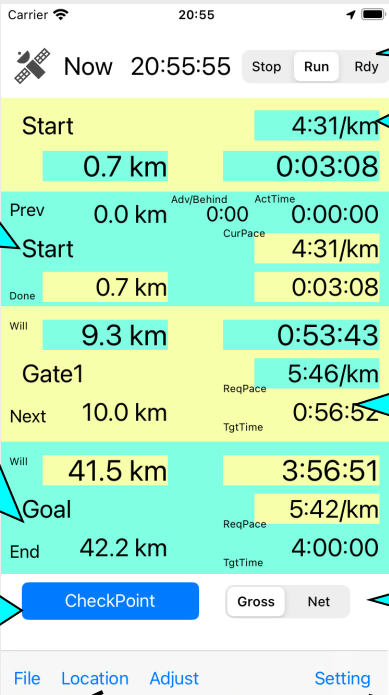 Carrier 20:55
Now 20:55:55 Stop Run Rdy
Start 4:31/km
0.7 km 0:03:08
Adv/Behind ActTime
Prev 0.0 km 0:00 0:00:00
CurPace
Start 4:31/km
Done 0.7 km 0:03:08
Will 9.3 km 0:53:43
Gate1 5:46/km
ReqPace
Next 10.0 km 0:56:52
TgtTime
Will 41.5 km 3:56:51
Goal 5:42/km
ReqPace
End 42.2 km 4:00:00
TgtTime
CheckPoint Gross Net
File Location Adjust Setting